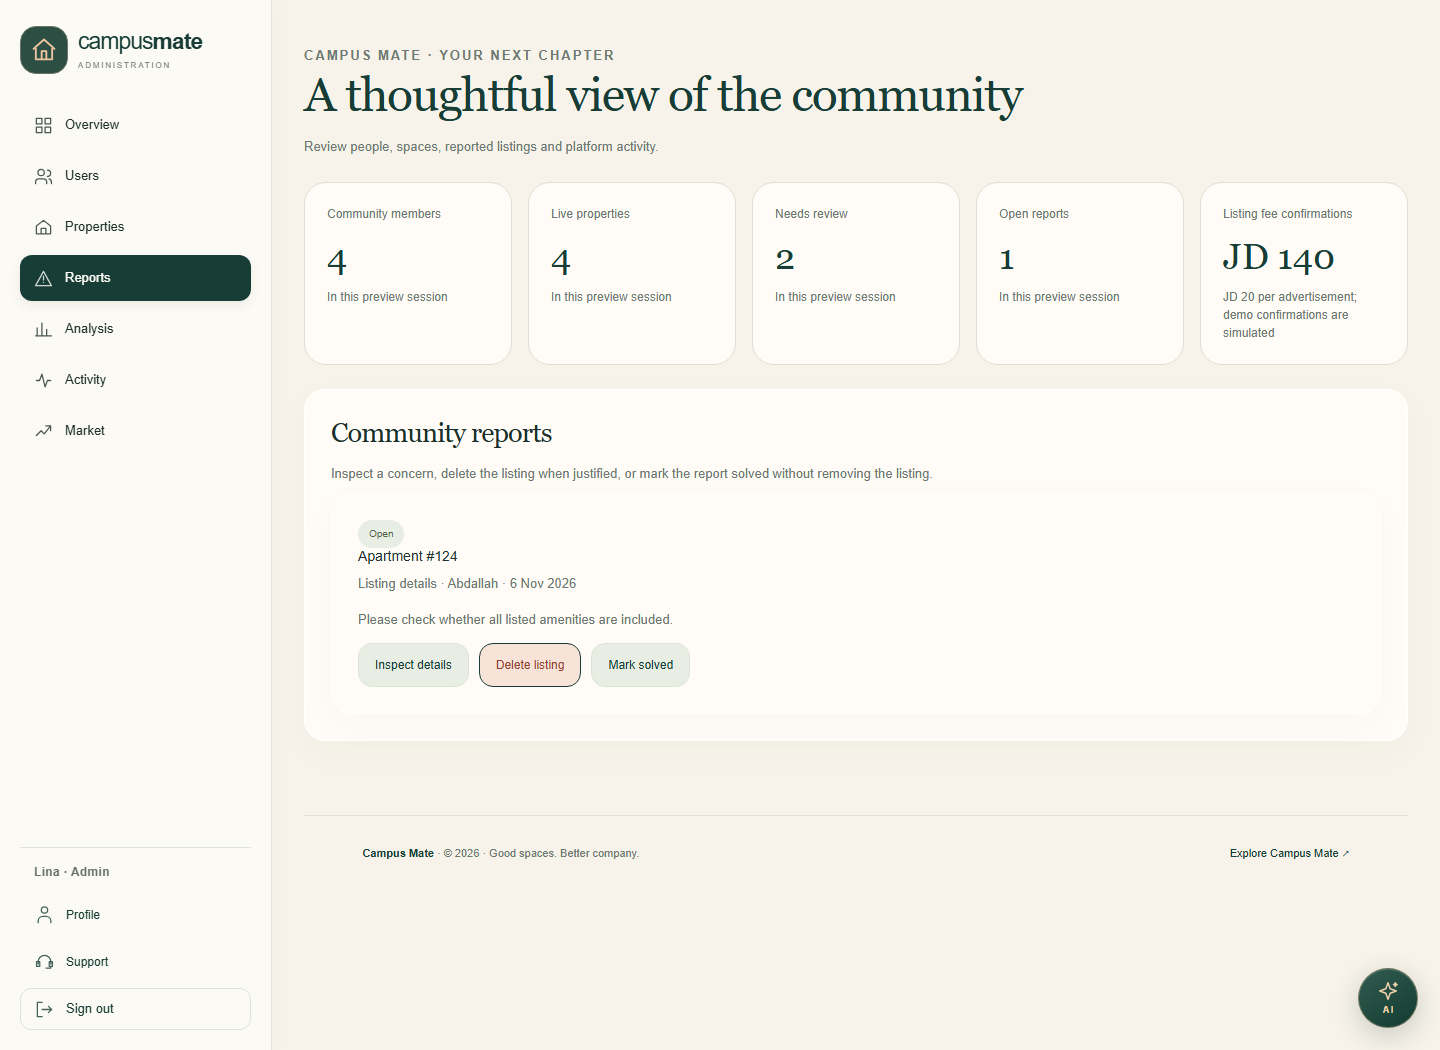 campusmate
ADMINISTRATION
Overview
Users
Properties
Reports
Analysis
Activity
Market
Lina · Admin
Profile
Support
Sign out
CAMPUS MATE · YOUR NEXT CHAPTER
A thoughtful view of the community
Review people, spaces, reported listings and platform activity.
Community members
4
In this preview session
Live properties
4
In this preview session
Needs review
2
In this preview session
Open reports
1
In this preview session
Listing fee confirmations
JD 140
JD 20 per advertisement;
demo confirmations are
simulated
Community reports
Inspect a concern, delete the listing when justified, or mark the report solved without removing the listing.
Open
Apartment #124
Listing details · Abdallah · 6 Nov 2026
Please check whether all listed amenities are included.
Inspect details
Delete listing
Mark solved
Campus Mate · © 2026 · Good spaces. Better company.
Explore Campus Mate ↗
AI